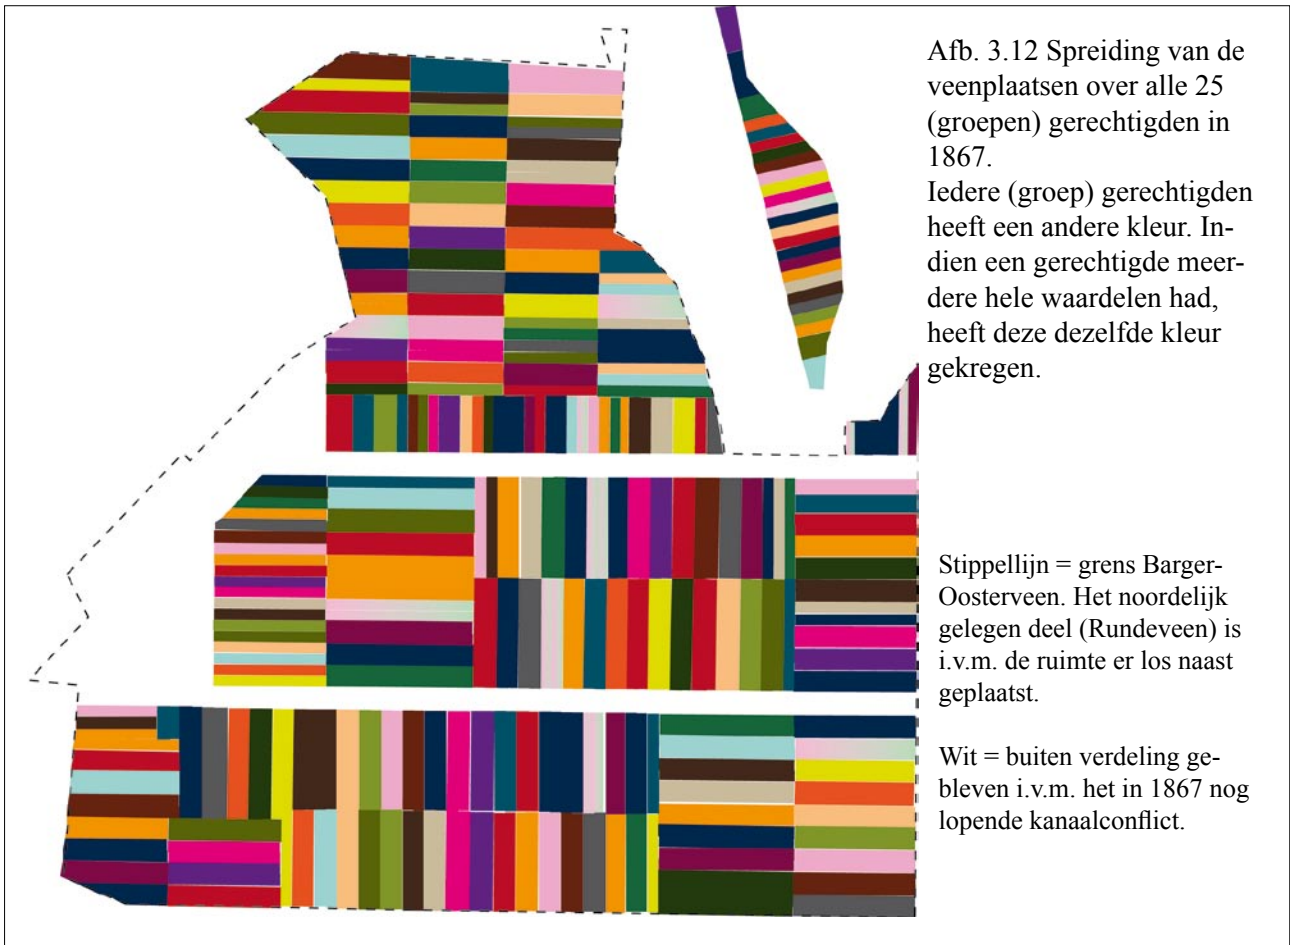 Afb. 3.12 Spreiding van de
veenplaatsen over alle 25
(groepen) gerechtigden in
1867.
Iedere (groep) gerechtigden
heeft een andere kleur. In-
dien een gerechtigde meer-
dere hele waardelen had,
heeft deze dezelfde kleur
gekregen.
Stippellijn = grens Barger-
Oosterveen. Het noordelijk
gelegen deel (Rundeveen) is
i.v.m. de ruimte er los naast
geplaatst.
Wit = buiten verdeling ge-
bleven i.v.m. het in 1867 nog
lopende kanaalconflict.